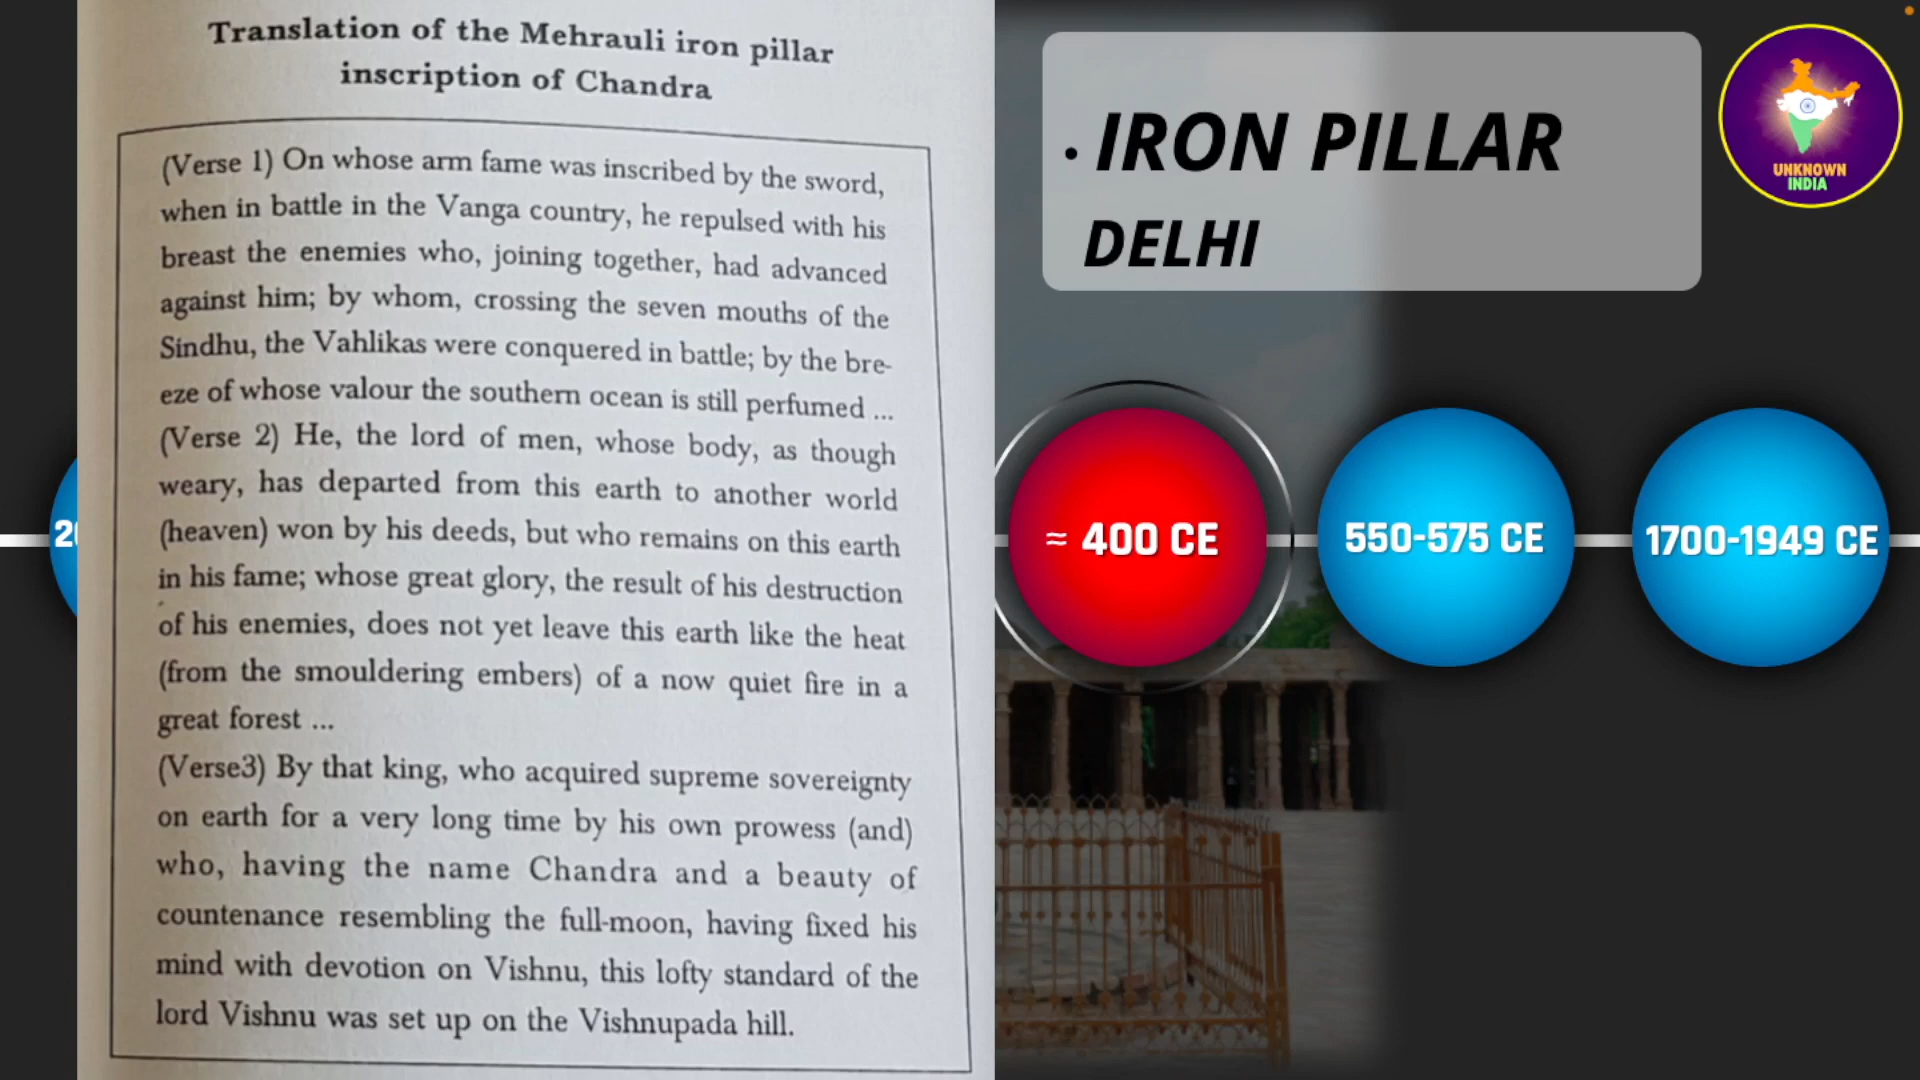 Translation of the Mehrauli iron pillar
inscription of Chandra
(Verse 1) On whose arm fame was inscribed by the sword,
when in battle in the Vanga country, he repulsed with his
breast the enemies who, joining together, had advanced
against him; by whom, crossing the seven mouths of the
Sindhu, the Vahlikas were conquered in battle; by the bre-
eze of whose valour the southern ocean is still perfumed ...
(Verse 2) He, the lord of men, whose body, as though
weary, has departed from this earth to another world
(heaven) won by his deeds, but who remains on this earth
in his fame; whose great glory, the result of his destruction
of his enemies, does not yet leave this earth like the heat
(from the smouldering embers) of a now quiet fire in a
great forest ...
(Verse3) By that king, who acquired supreme sovereignty
on earth for a very long time by his own prowess (and)
who, having the name Chandra and a beauty of
countenance resembling the full-moon, having fixed his
mind with devotion on Vishnu, this lofty standard of the
lord Vishnu was set up on the Vishnupada hill.
• IRON PILLAR
DELHI
UNKNOWN
INDIA
≈ 400 CE
550-575 CE
1700-1949 CE